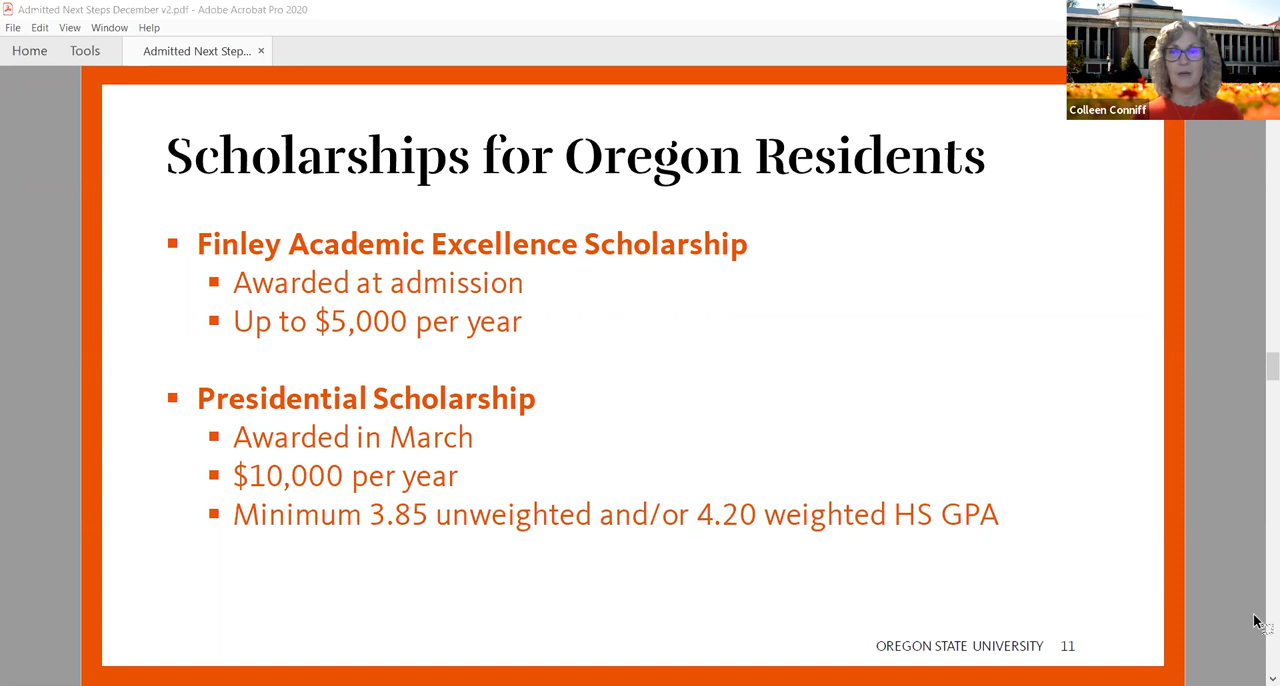 Admitted Next Steps December v2.pdf - Adobe Acrobat Pro 2020
File Edit View Window Help
Home Tools Admitted Next Step... ×
Colleen Conniff
Scholarships for Oregon Residents
▪ Finley Academic Excellence Scholarship
▪ Awarded at admission
▪ Up to $5,000 per year
▪ Presidential Scholarship
▪ Awarded in March
▪ $10,000 per year
▪ Minimum 3.85 unweighted and/or 4.20 weighted HS GPA
OREGON STATE UNIVERSITY 11